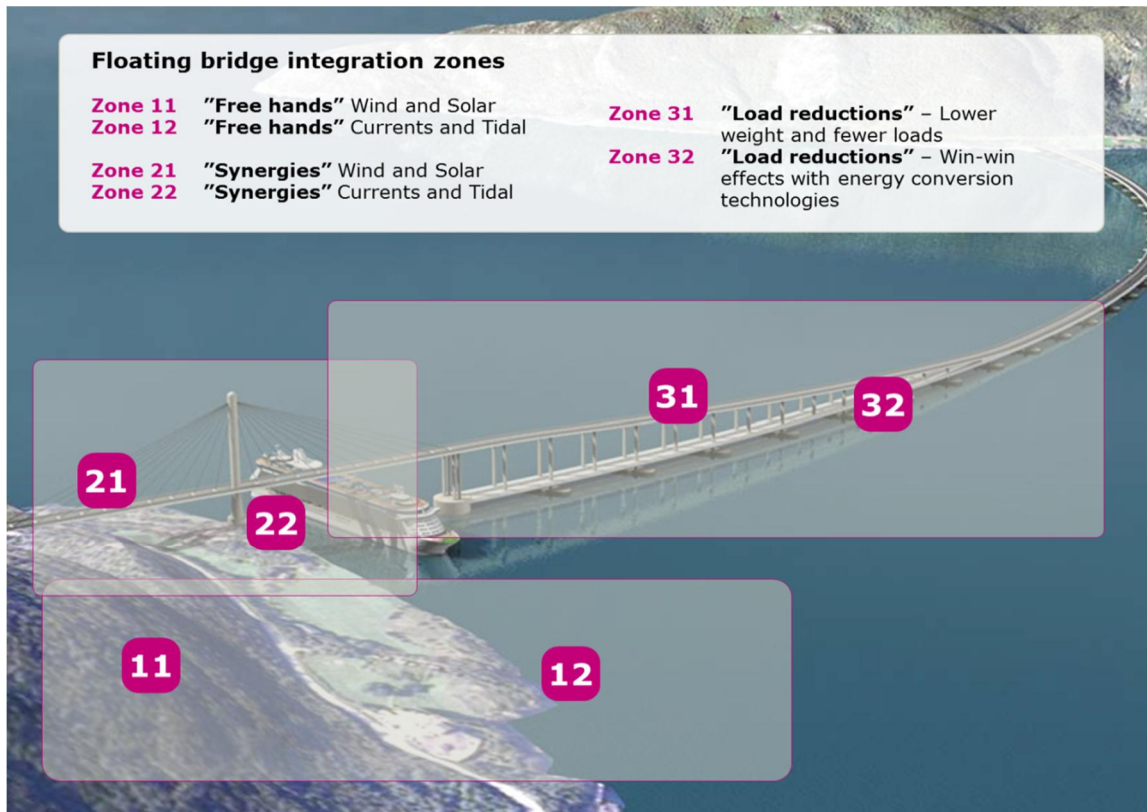 Floating bridge integration zones
Zone 11 ”Free hands” Wind and Solar
Zone 12 ”Free hands” Currents and Tidal
Zone 21 ”Synergies” Wind and Solar
Zone 22 ”Synergies” Currents and Tidal
Zone 31 ”Load reductions” – Lower
weight and fewer loads
Zone 32 ”Load reductions” – Win-win
effects with energy conversion
technologies
31
32
21
22
11
12